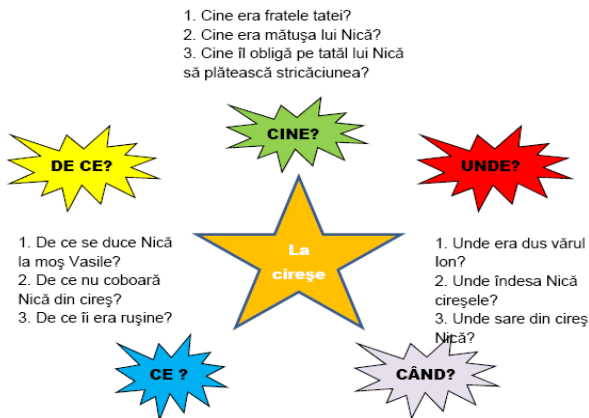 1. Cine era fratele tatei?
2. Cine era mătuşa lui Nică?
3. Cine îl obligă pe tatăl lui Nică
să plătească stricăciunea?
CINE?
DE CE?
UNDE?
1. De ce se duce Nică
la moş Vasile?
2. De ce nu coboară
Nică din cireş?
3. De ce îi era ruşine?
La
cireşe
1. Unde era dus vărul
Ion?
2. Unde îndesa Nică
cireşele?
3. Unde sare din cireş
Nică?
CE ?
CÂND?